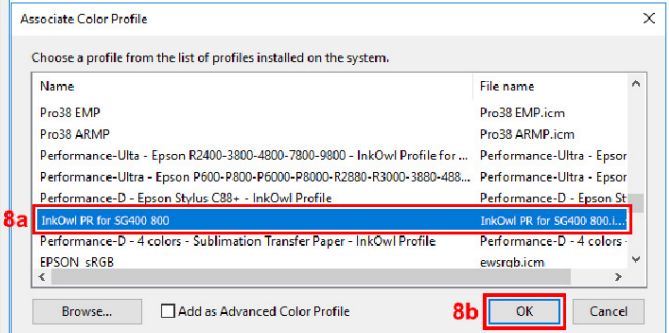 Associate Color Profile
Choose a profile from the list of profiles installed on the system.
Name File name
Pro38 EMP Pro38 EMP.icm
Pro38 ARMP Pro38 ARMP.icm
Performance-Ulta - Epson R2400-3800-4800-7800-9800 - InkOwl Profile for ... Performance-Ultra - Epsor
Performance-Ultra - Epson P600-P800-P6000-P8000-R2880-R3000-3880-488... Performance-Ultra - Epsor
Performance-D - Epson Stylus C88+ - InkOwl Profile Performance-D - Epson St
8a InkOwl PR for SG400 800 InkOwl PR for SG400 800.i...
Performance-D - 4 colors - Sublimation Transfer Paper - InkOwl Profile Performance-D - 4 colors -
EPSON sRGB ewsrgb.icm
Browse... Add as Advanced Color Profile 8b OK Cancel